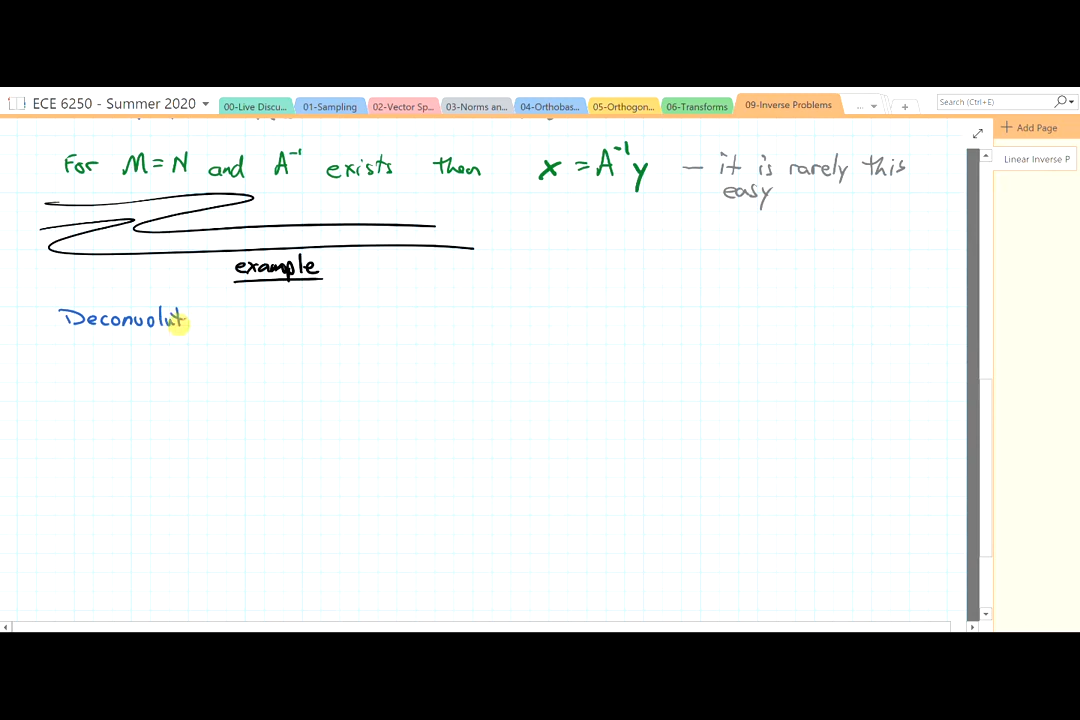 ECE 6250 - Summer 2020
00-Live Discu...
01-Sampling
02-Vector Sp...
03-Norms an...
04-Orthobas...
05-Orthogon...
06-Transforms
09-Inverse Problems
...
Search (Ctrl+E)
Add Page
Linear Inverse P
For M=N and A⁻¹ exists then x = A⁻¹y — it is rarely this
easy
example
Deconvolut